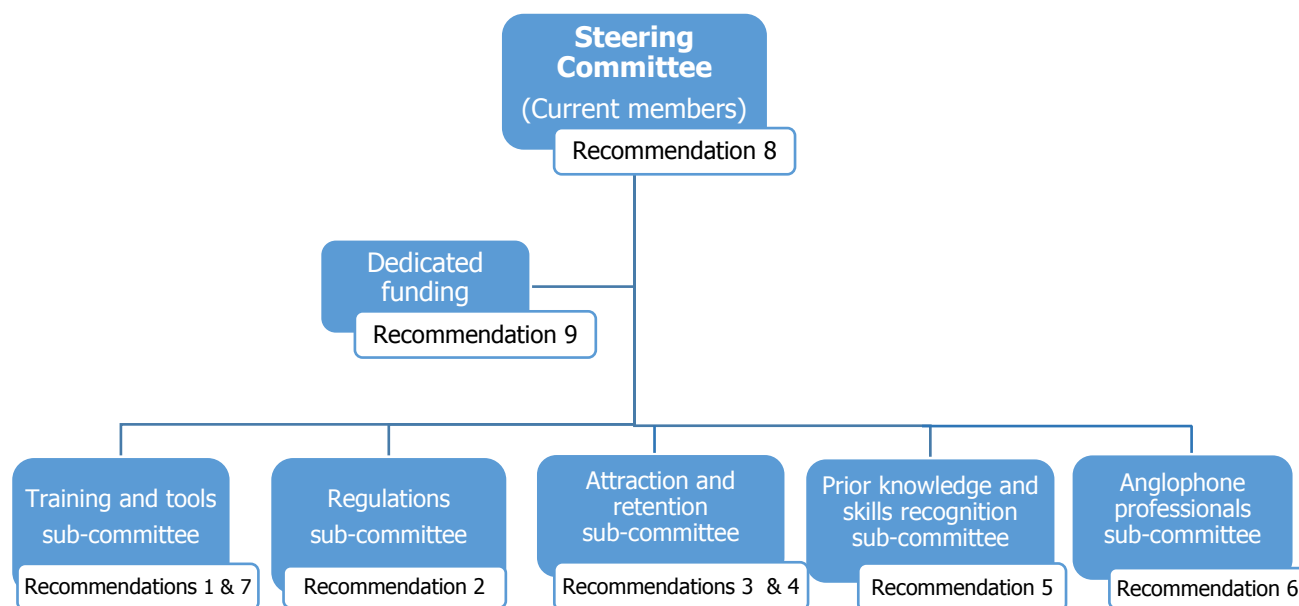 Steering
Committee
(Current members)
Recommendation 8
Dedicated
funding
Recommendation 9
Training and tools
sub-committee
Recommendations 1 & 7
Regulations
sub-committee
Recommendation 2
Attraction and
retention
sub-committee
Recommendations 3 & 4
Prior knowledge and
skills recognition
sub-committee
Recommendation 5
Anglophone
professionals
sub-committee
Recommendation 6